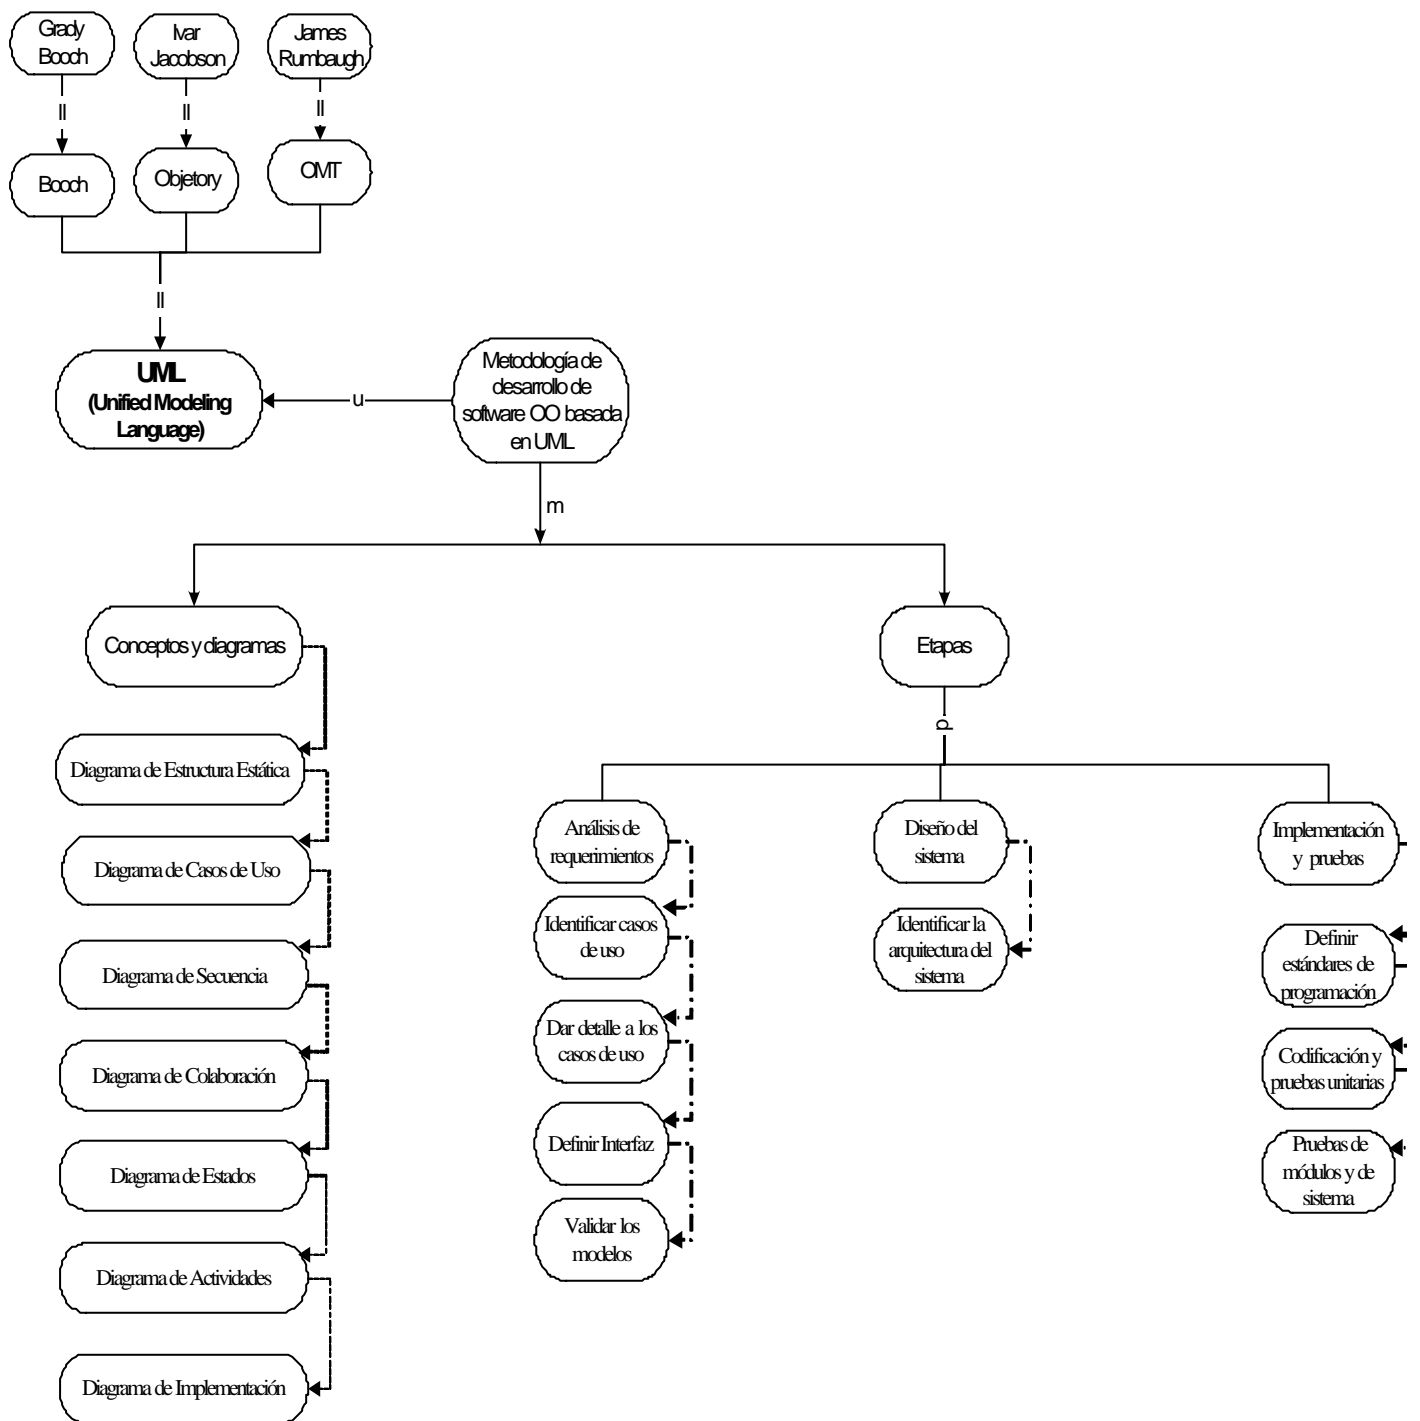 Grady
Booch
Ivar
Jacobson
James
Rumbaugh
ll
ll
ll
Booch
Objetory
OMT
ll
UML
(Unified Modeling
Language)
u
Metodología de
desarrollo de
software OO basada
en UML
m
Conceptos y diagramas
Etapas
p
Diagrama de Estructura Estática
Diagrama de Casos de Uso
Diagrama de Secuencia
Diagrama de Colaboración
Diagrama de Estados
Diagrama de Actividades
Diagrama de Implementación
Análisis de
requerimientos
Identificar casos
de uso
Dar detalle a los
casos de uso
Definir Interfaz
Validar los
modelos
Diseño del
sistema
Identificar la
arquitectura del
sistema
Implementación
y pruebas
Definir
estándares de
programación
Codificación y
pruebas unitarias
Pruebas de
módulos y de
sistema